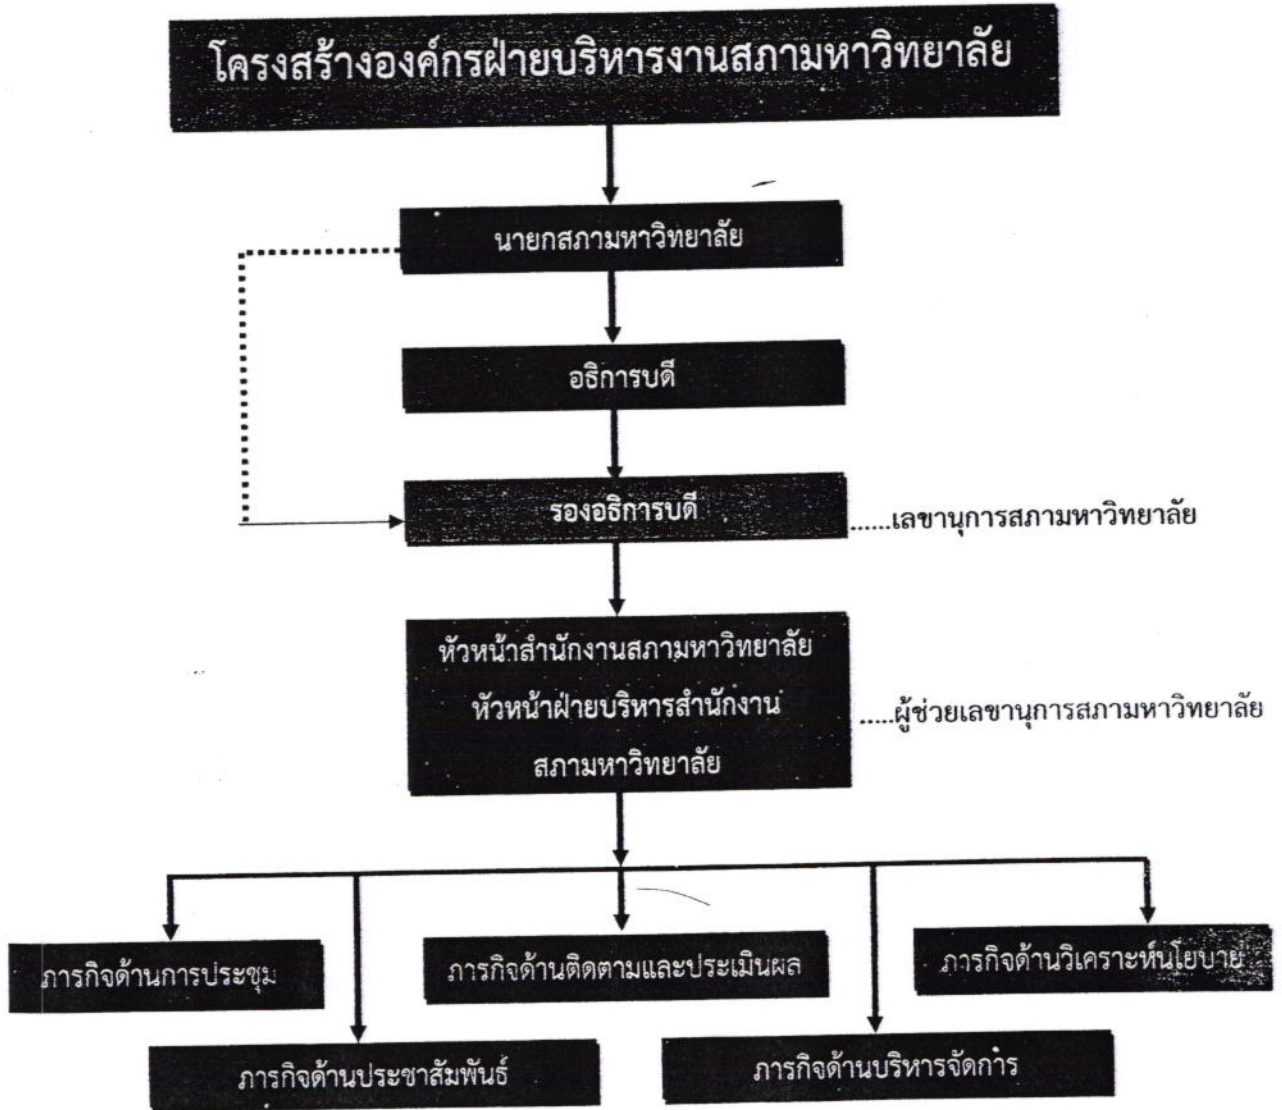 โครงสร้างองค์กรฝ่ายบริหารงานสภามหาวิทยาลัย
นายกสภามหาวิทยาลัย
อธิการบดี
รองอธิการบดี
......เลขานุการสภามหาวิทยาลัย
หัวหน้าสำนักงานสภามหาวิทยาลัย
หัวหน้าฝ่ายบริหารสำนักงาน
สภามหาวิทยาลัย
.....ผู้ช่วยเลขานุการสภามหาวิทยาลัย
ภารกิจด้านการประชุม
ภารกิจด้านติดตามและประเมินผล
ภารกิจด้านวิเคราะห์นโยบาย
ภารกิจด้านประชาสัมพันธ์
ภารกิจด้านบริหารจัดการ